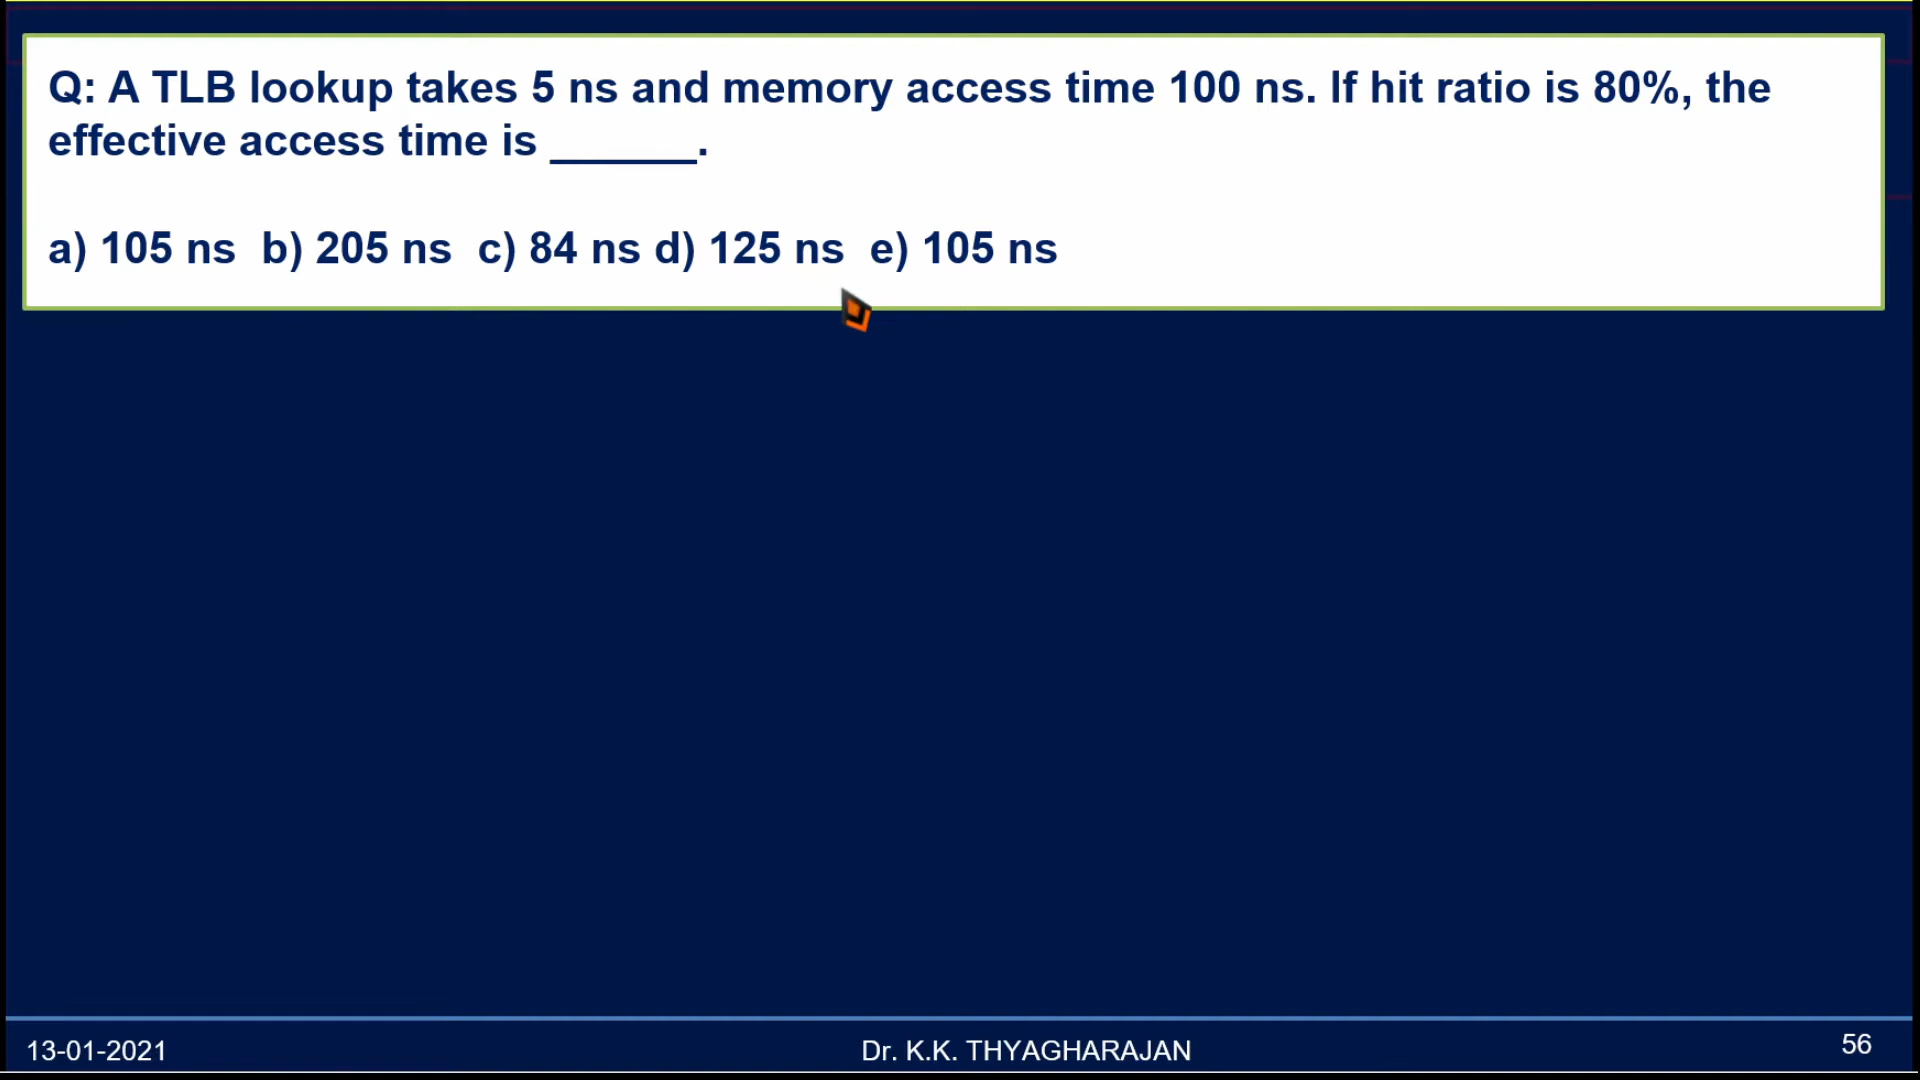 Q: A TLB lookup takes 5 ns and memory access time 100 ns. If hit ratio is 80%, the
effective access time is ______.
a) 105 ns b) 205 ns c) 84 ns d) 125 ns e) 105 ns
13-01-2021
Dr. K.K. THYAGHARAJAN
56